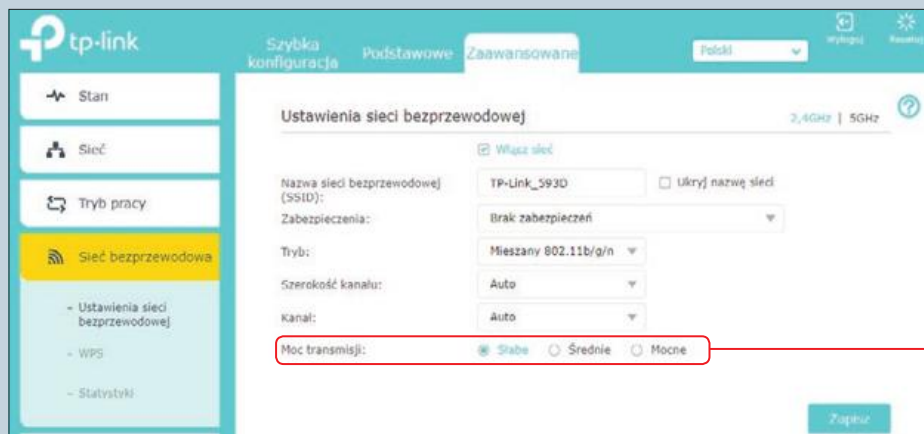 tp-link
Szybka
konfiguracja
Podstawowe
Zaawansowane
Polski
Wyloguj
Resetuj
Stan
Sieć
Tryb pracy
Sieć bezprzewodowa
- Ustawienia sieci
bezprzewodowej
- WPS
- Statystyki
Ustawienia sieci bezprzewodowej
2,4GHz | 5GHz
?
Włącz sieć
Nazwa sieci bezprzewodowej
(SSID):
TP-Link_593D
Ukryj nazwę sieci
Zabezpieczenia:
Brak zabezpieczeń
Tryb:
Mieszany 802.11b/g/n
Szerokość kanału:
Auto
Kanał:
Auto
Moc transmisji:
Słabe
Średnie
Mocne
Zapisz